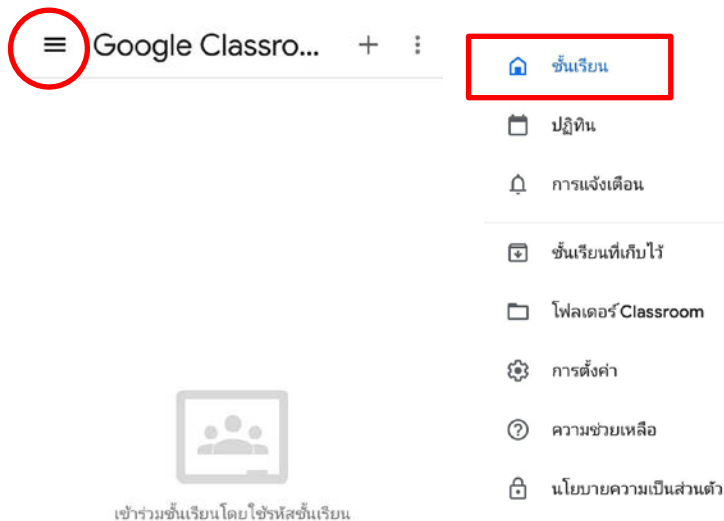 Google Classro...
เข้าร่วมชั้นเรียนโดยใช้รหัสชั้นเรียน
ชั้นเรียน
ปฏิทิน
การแจ้งเตือน
ชั้นเรียนที่เก็บไว้
โฟลเดอร์ Classroom
การตั้งค่า
ความช่วยเหลือ
นโยบายความเป็นส่วนตัว